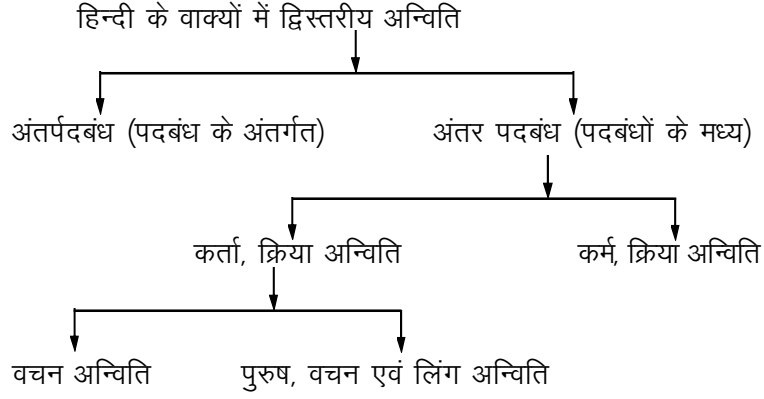 हिन्दी के वाक्यों में द्विस्तरीय अन्विति
अंतर्पदबंध (पदबंध के अंतर्गत) अंतर पदबंध (पदबंधों के मध्य)
कर्ता, क्रिया अन्विति कर्म, क्रिया अन्विति
वचन अन्विति पुरुष, वचन एवं लिंग अन्विति